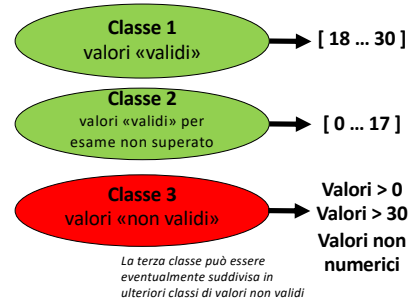 Classe 1
valori «validi»
[ 18 ... 30 ]
Classe 2
valori «validi» per
esame non superato
[ 0 ... 17 ]
Classe 3
valori «non validi»
Valori > 0
Valori > 30
Valori non
numerici
La terza classe può essere
eventualmente suddivisa in
ulteriori classi di valori non validi